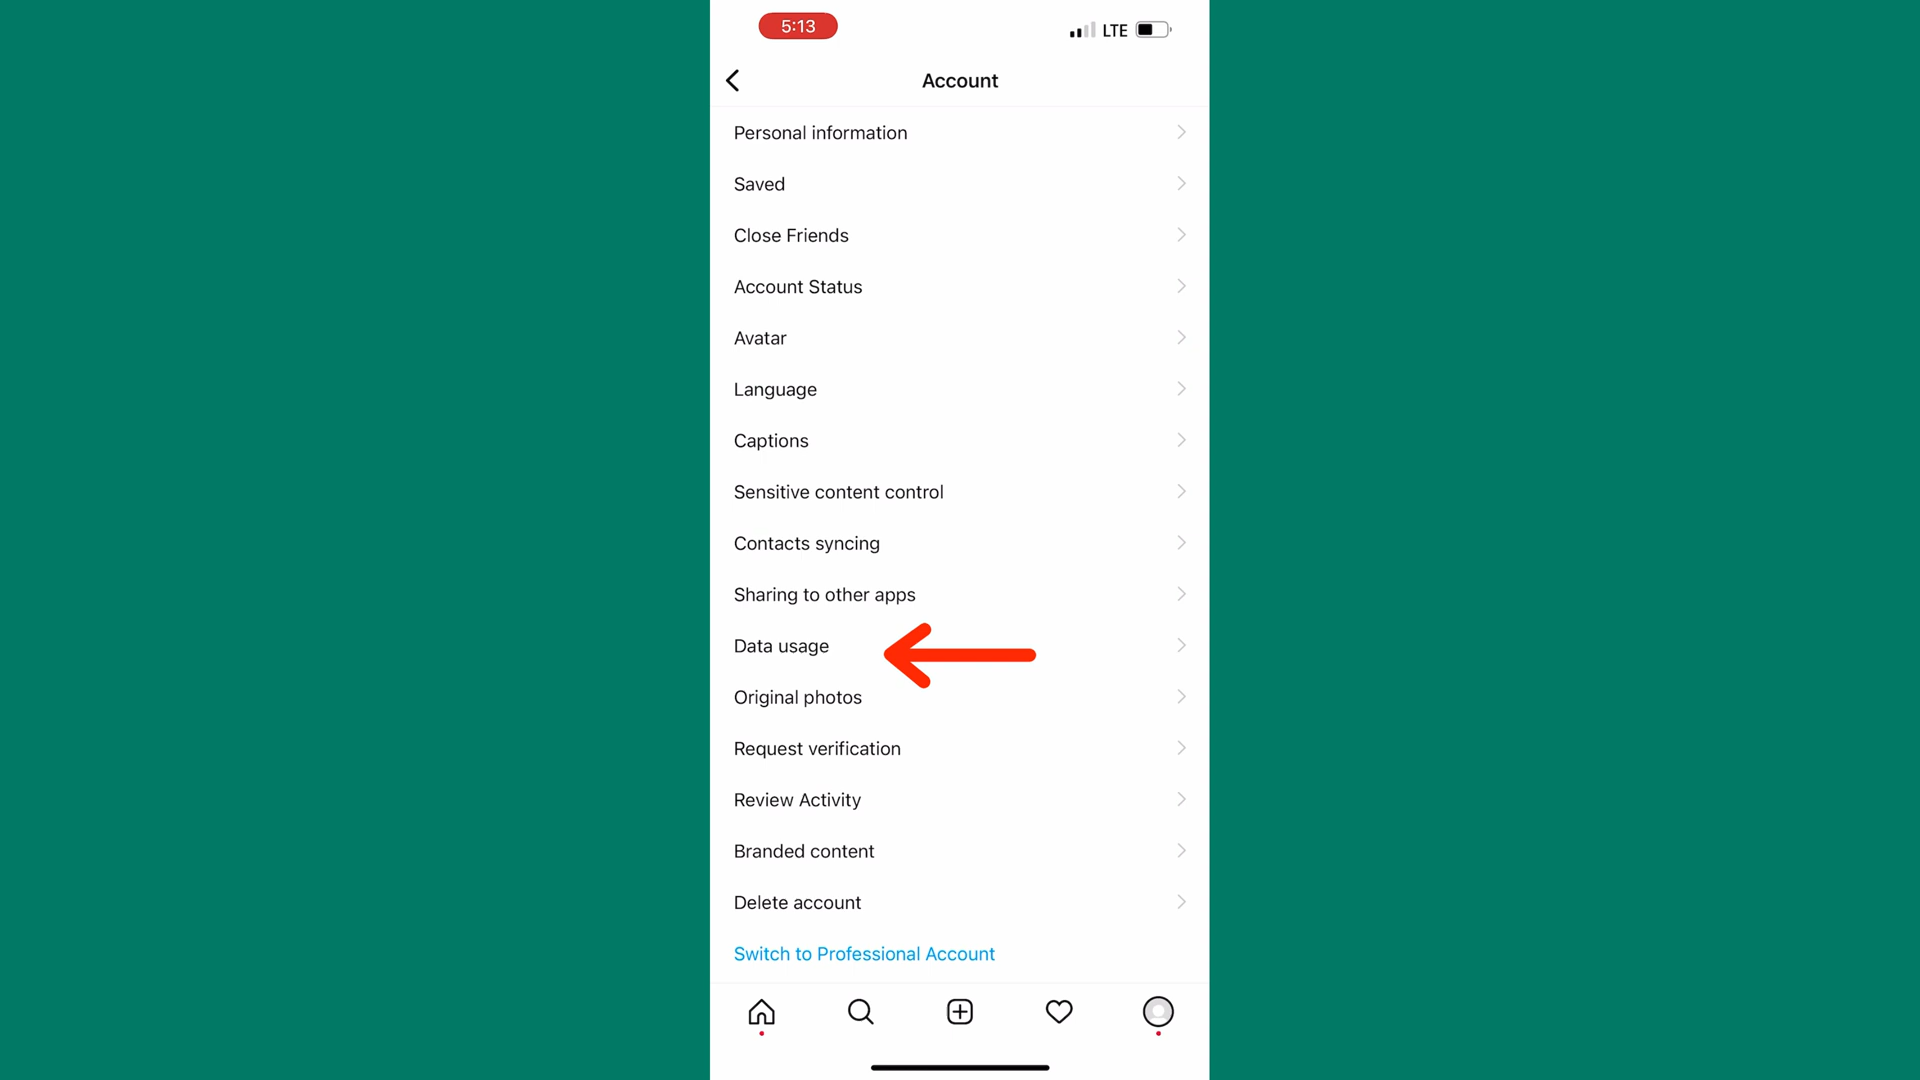 5:13
LTE
Account
Personal information
Saved
Close Friends
Account Status
Avatar
Language
Captions
Sensitive content control
Contacts syncing
Sharing to other apps
Data usage
Original photos
Request verification
Review Activity
Branded content
Delete account
Switch to Professional Account